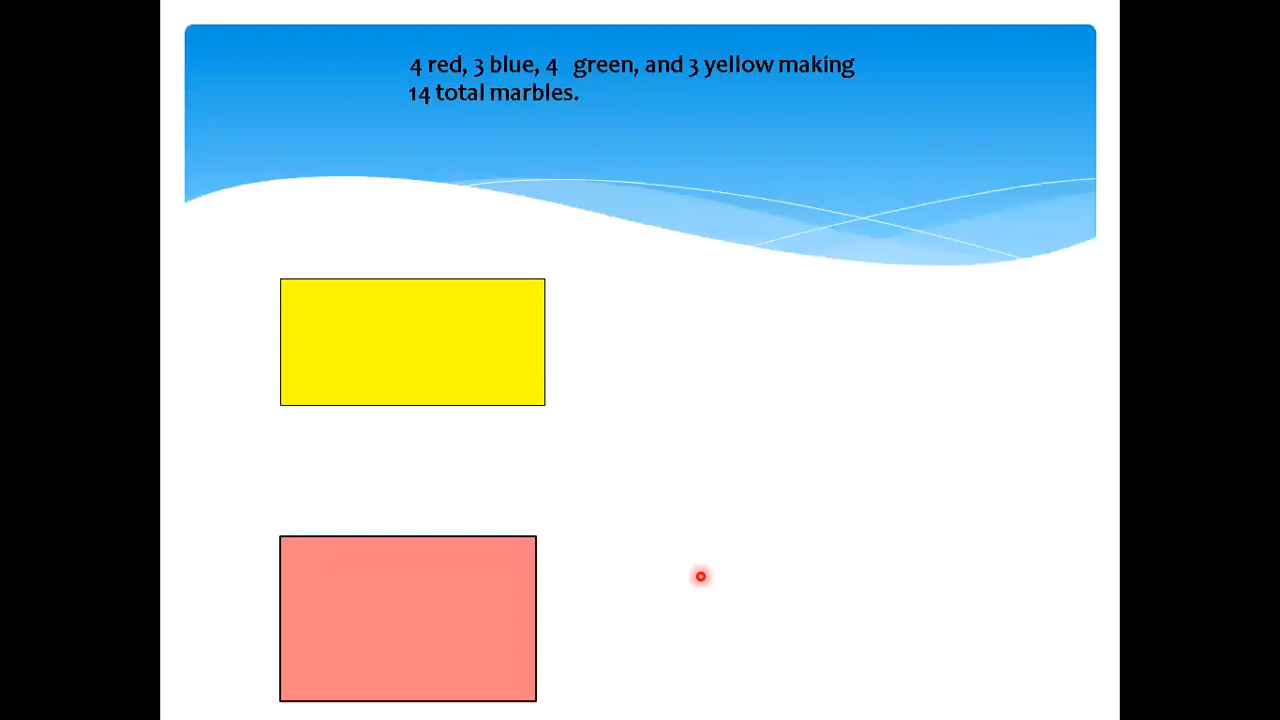 4 red, 3 blue, 4 green, and 3 yellow making
14 total marbles.